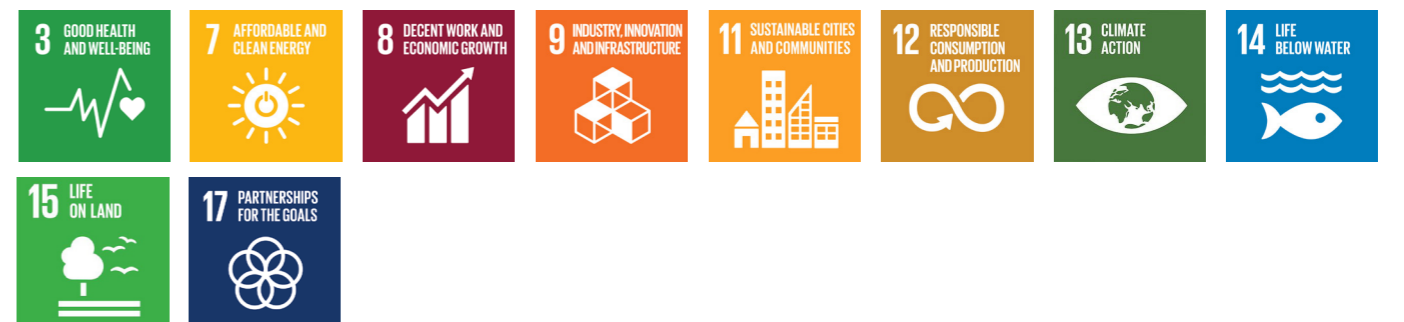 3 GOOD HEALTH
AND WELL-BEING
7 AFFORDABLE AND
CLEAN ENERGY
8 DECENT WORK AND
ECONOMIC GROWTH
9 INDUSTRY, INNOVATION
AND INFRASTRUCTURE
11 SUSTAINABLE CITIES
AND COMMUNITIES
12 RESPONSIBLE
CONSUMPTION
AND PRODUCTION
13 CLIMATE
ACTION
14 LIFE
BELOW WATER
15 LIFE
ON LAND
17 PARTNERSHIPS
FOR THE GOALS